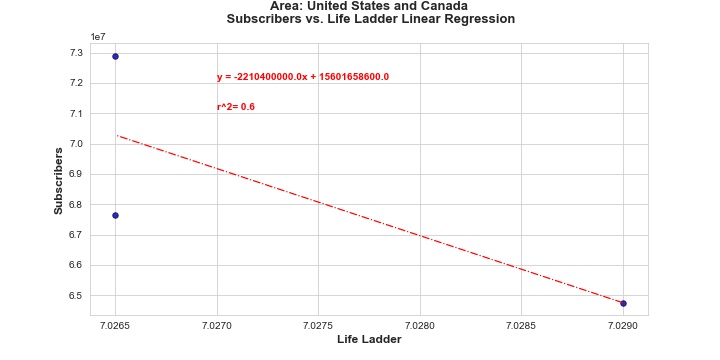 Area: United States and Canada
Subscribers vs. Life Ladder Linear Regression
1e7
7.3
7.2
7.1
7.0
6.9
6.8
6.7
6.6
6.5
Subscribers
y = -2210400000.0x + 15601658600.0
r^2= 0.6
7.0265 7.0270 7.0275 7.0280 7.0285 7.0290
Life Ladder